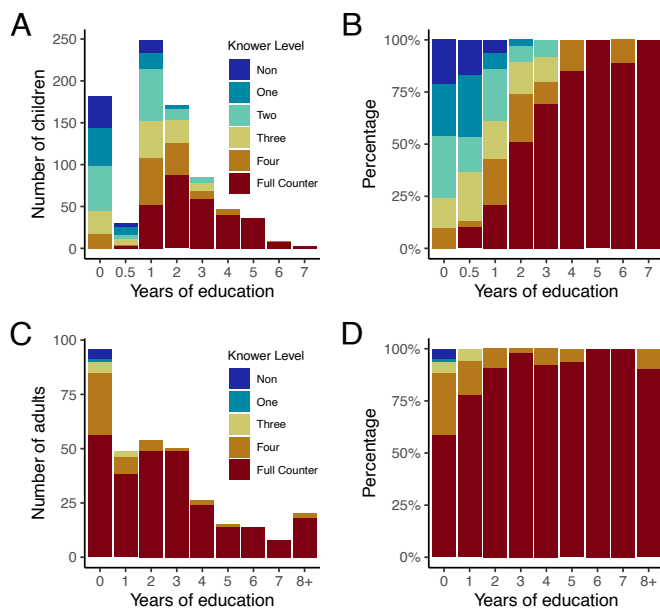 A
Number of children
250
200
150
100
50
0
0 0.5 1 2 3 4 5 6 7
Years of education
Knower Level
Non
One
Two
Three
Four
Full Counter
B
Percentage
100%
75%
50%
25%
0%
0 0.5 1 2 3 4 5 6 7
Years of education
C
Number of adults
100
75
50
25
0
0 1 2 3 4 5 6 7 8+
Years of education
Knower Level
Non
One
Three
Four
Full Counter
D
Percentage
100%
75%
50%
25%
0%
0 1 2 3 4 5 6 7 8+
Years of education